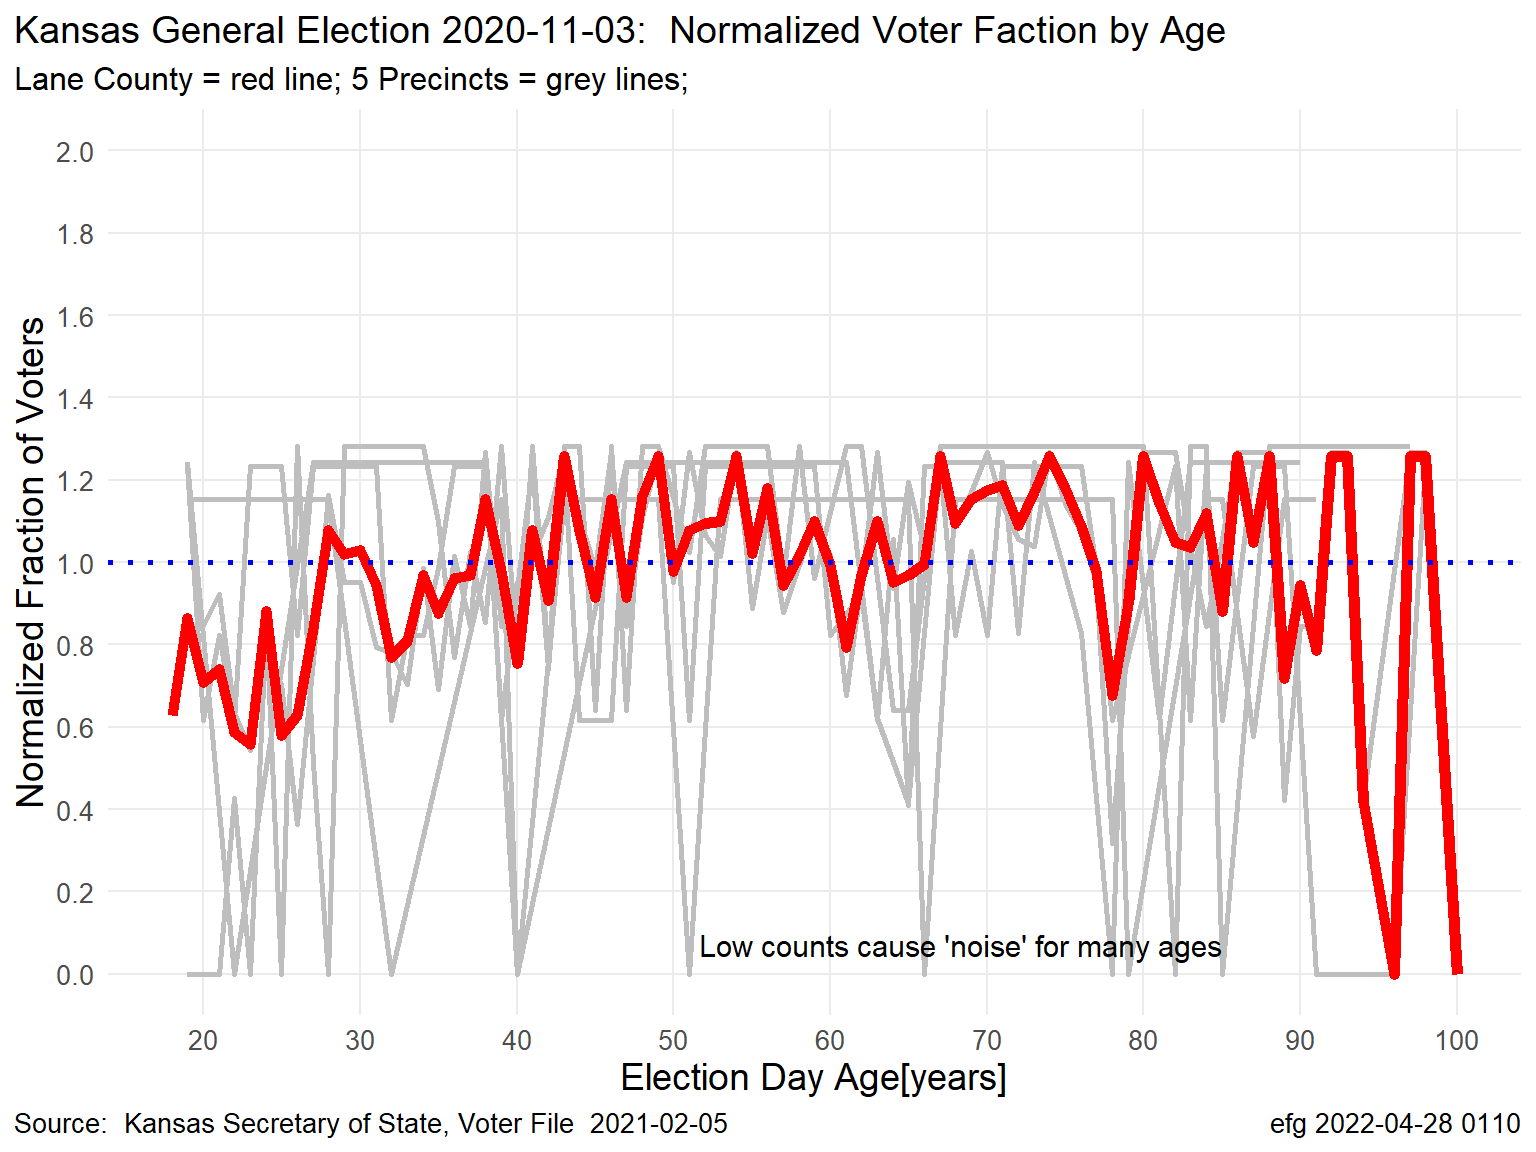 Kansas General Election 2020-11-03:  Normalized Voter Faction by Age
Lane County = red line; 5 Precincts = grey lines;
Normalized Fraction of Voters
2.0
1.8
1.6
1.4
1.2
1.0
0.8
0.6
0.4
0.2
0.0
Low counts cause 'noise' for many ages
20 30 40 50 60 70 80 90 100
Election Day Age[years]
Source:  Kansas Secretary of State, Voter File  2021-02-05
efg 2022-04-28 0110